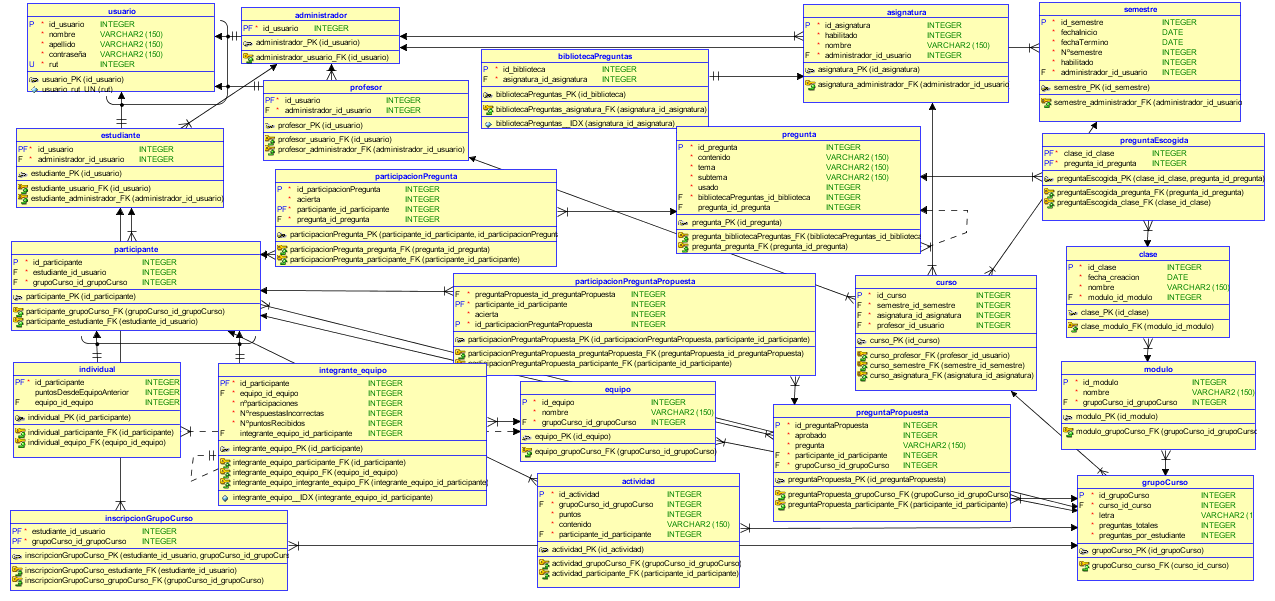 usuario
P * id_usuario INTEGER
* nombre VARCHAR2 (150)
* apellido VARCHAR2 (150)
* contraseña VARCHAR2 (150)
U * rut INTEGER
usuario_PK (id_usuario)
usuario_rut_UN (rut)
administrador
PF * id_usuario INTEGER
administrador_PK (id_usuario)
administrador_usuario_FK (id_usuario)
asignatura
P * id_asignatura INTEGER
* habilitado INTEGER
* nombre VARCHAR2 (150)
F * administrador_id_usuario INTEGER
asignatura_PK (id_asignatura)
asignatura_administrador_FK (administrador_id_usuario
semestre
P * id_semestre INTEGER
* fechaInicio DATE
* fechaTermino DATE
* Nºsemestre INTEGER
* habilitado INTEGER
F * administrador_id_usuario INTEGER
semestre_PK (id_semestre)
semestre_administrador_FK (administrador_id_usuario
bibliotecaPreguntas
P * id_biblioteca INTEGER
F * asignatura_id_asignatura INTEGER
bibliotecaPreguntas_PK (id_biblioteca)
bibliotecaPreguntas_asignatura_FK (asignatura_id_asignatura)
bibliotecaPreguntas__IDX (asignatura_id_asignatura)
profesor
PF * id_usuario INTEGER
F * administrador_id_usuario INTEGER
profesor_PK (id_usuario)
profesor_usuario_FK (id_usuario)
profesor_administrador_FK (administrador_id_usuario)
estudiante
PF * id_usuario INTEGER
F * administrador_id_usuario INTEGER
estudiante_PK (id_usuario)
estudiante_usuario_FK (id_usuario)
estudiante_administrador_FK (administrador_id_usuario)
pregunta
P * id_pregunta INTEGER
* contenido VARCHAR2 (150)
* tema VARCHAR2 (150)
* subtema VARCHAR2 (150)
* usado INTEGER
F * bibliotecaPreguntas_id_biblioteca INTEGER
F pregunta_id_pregunta INTEGER
pregunta_PK (id_pregunta)
pregunta_bibliotecaPreguntas_FK (bibliotecaPreguntas_id_biblioteca
pregunta_pregunta_FK (pregunta_id_pregunta)
preguntaEscogida
PF * clase_id_clase INTEGER
PF * pregunta_id_pregunta INTEGER
preguntaEscogida_PK (clase_id_clase, pregunta_id_pregunta)
preguntaEscogida_pregunta_FK (pregunta_id_pregunta)
preguntaEscogida_clase_FK (clase_id_clase)
participacionPregunta
P * id_participacionPregunta INTEGER
* acierta INTEGER
PF * participante_id_participante INTEGER
F * pregunta_id_pregunta INTEGER
participacionPregunta_PK (participante_id_participante, id_participacionPregun
participacionPregunta_pregunta_FK (pregunta_id_pregunta)
participacionPregunta_participante_FK (participante_id_participante)
participante
P * id_participante INTEGER
F * estudiante_id_usuario INTEGER
F * grupoCurso_id_grupoCurso INTEGER
participante_PK (id_participante)
participante_grupoCurso_FK (grupoCurso_id_grupoCurso)
participante_estudiante_FK (estudiante_id_usuario)
clase
P * id_clase INTEGER
* fecha_creacion DATE
* nombre VARCHAR2 (150)
F * modulo_id_modulo INTEGER
clase_PK (id_clase)
clase_modulo_FK (modulo_id_modulo)
participacionPreguntaPropuesta
F * preguntaPropuesta_id_preguntaPropuesta INTEGER
PF * participante_id_participante INTEGER
* acierta INTEGER
P * id_participacionPreguntaPropuesta INTEGER
participacionPreguntaPropuesta_PK (id_participacionPreguntaPropuesta, participante_id_participante)
participacionPreguntaPropuesta_preguntaPropuesta_FK (preguntaPropuesta_id_preguntaPropuesta)
participacionPreguntaPropuesta_participante_FK (participante_id_participante)
curso
P * id_curso INTEGER
F * semestre_id_semestre INTEGER
F * asignatura_id_asignatura INTEGER
F * profesor_id_usuario INTEGER
curso_PK (id_curso)
curso_profesor_FK (profesor_id_usuario)
curso_semestre_FK (semestre_id_semestre)
curso_asignatura_FK (asignatura_id_asignatura)
individual
PF * id_participante INTEGER
puntosDesdeEquipoAnterior INTEGER
F equipo_id_equipo INTEGER
individual_PK (id_participante)
individual_participante_FK (id_participante)
individual_equipo_FK (equipo_id_equipo)
integrante_equipo
PF * id_participante INTEGER
F * equipo_id_equipo INTEGER
* nºparticipaciones INTEGER
* NºrespuestasIncorrectas INTEGER
* NºpuntosRecibidos INTEGER
F integrante_equipo_id_participante INTEGER
integrante_equipo_PK (id_participante)
integrante_equipo_participante_FK (id_participante)
integrante_equipo_equipo_FK (equipo_id_equipo)
integrante_equipo_integrante_equipo_FK (integrante_equipo_id_participante
integrante_equipo__IDX (integrante_equipo_id_participante)
equipo
P * id_equipo INTEGER
* nombre VARCHAR2 (150)
F * grupoCurso_id_grupoCurso INTEGER
equipo_PK (id_equipo)
equipo_grupoCurso_FK (grupoCurso_id_grupoCurso)
modulo
P * id_modulo INTEGER
* nombre VARCHAR2 (150)
F * grupoCurso_id_grupoCurso INTEGER
modulo_PK (id_modulo)
modulo_grupoCurso_FK (grupoCurso_id_grupoCurso
preguntaPropuesta
P * id_preguntaPropuesta INTEGER
* aprobado INTEGER
* pregunta VARCHAR2 (150)
F * participante_id_participante INTEGER
F * grupoCurso_id_grupoCurso INTEGER
preguntaPropuesta_PK (id_preguntaPropuesta)
preguntaPropuesta_grupoCurso_FK (grupoCurso_id_grupoCurso)
preguntaPropuesta_participante_FK (participante_id_participante)
actividad
P * id_actividad INTEGER
F * grupoCurso_id_grupoCurso INTEGER
* puntos INTEGER
* contenido VARCHAR2 (150)
F * participante_id_participante INTEGER
actividad_PK (id_actividad)
actividad_grupoCurso_FK (grupoCurso_id_grupoCurso)
actividad_participante_FK (participante_id_participante)
grupoCurso
P * id_grupoCurso INTEGER
F * curso_id_curso INTEGER
* letra VARCHAR2 (1
* preguntas_totales INTEGER
* preguntas_por_estudiante INTEGER
grupoCurso_PK (id_grupoCurso)
grupoCurso_curso_FK (curso_id_curso)
inscripcionGrupoCurso
PF * estudiante_id_usuario INTEGER
PF * grupoCurso_id_grupoCurso INTEGER
inscripcionGrupoCurso_PK (estudiante_id_usuario, grupoCurso_id_grupoCurs
inscripcionGrupoCurso_estudiante_FK (estudiante_id_usuario)
inscripcionGrupoCurso_grupoCurso_FK (grupoCurso_id_grupoCurso)